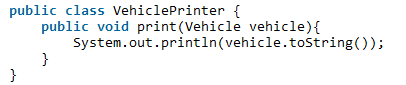 public class VehiclePrinter {
    public void print(Vehicle vehicle){
        System.out.println(vehicle.toString());
    }
}